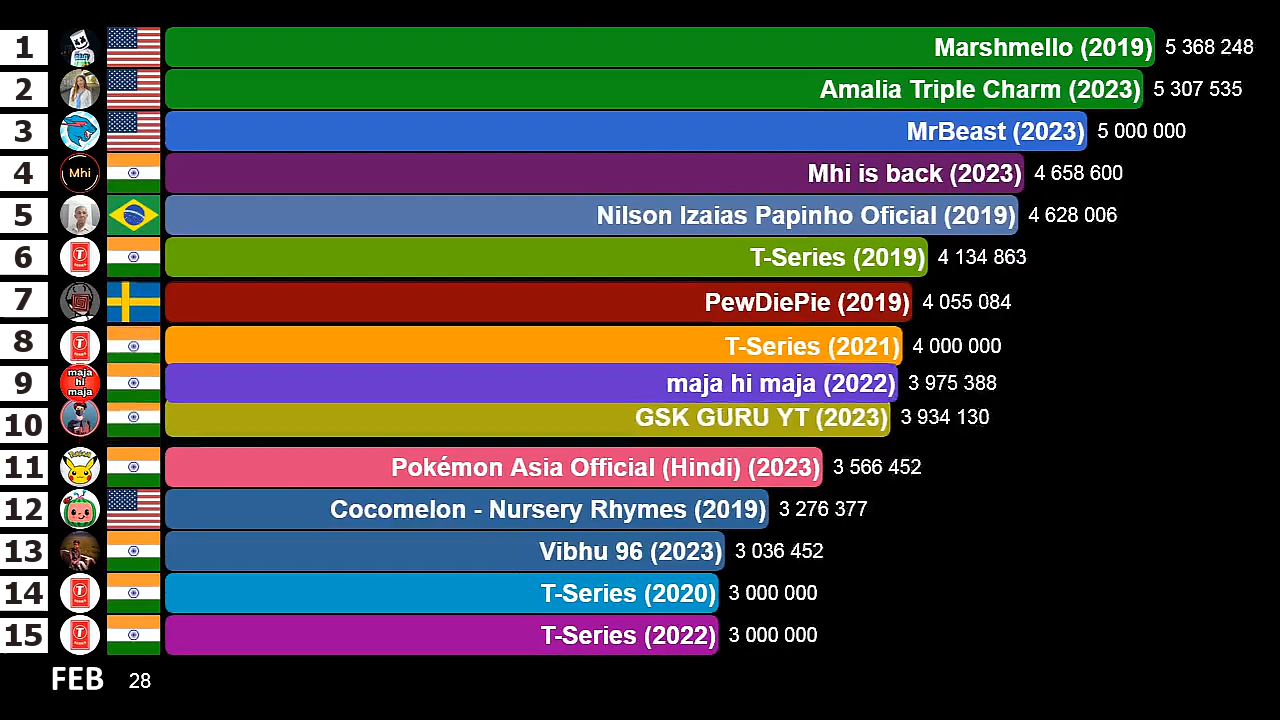 1 Marshmello (2019) 5 368 248
2 Amalia Triple Charm (2023) 5 307 535
3 MrBeast (2023) 5 000 000
4 Mhi Mhi is back (2023) 4 658 600
5 Nilson Izaias Papinho Oficial (2019) 4 628 006
6 T T-Series (2019) 4 134 863
7 PewDiePie (2019) 4 055 084
8 T T-Series (2021) 4 000 000
9 maja hi maja maja hi maja (2022) 3 975 388
10 GSK GURU YT (2023) 3 934 130
11 Pokémon Asia Official (Hindi) (2023) 3 566 452
12 Cocomelon - Nursery Rhymes (2019) 3 276 377
13 Vibhu 96 (2023) 3 036 452
14 T T-Series (2020) 3 000 000
15 T T-Series (2022) 3 000 000
FEB 28